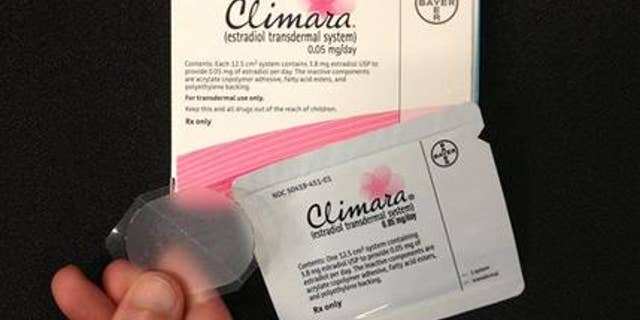 Climara®
(estradiol transdermal system)
0.05 mg/day
Contents: Each 12.5 cm² system contains 3.8 mg estradiol USP to
provide 0.05 mg of estradiol per day. The inactive components
are acrylate copolymer adhesive, fatty acid esters, and
polyethylene backing.
For transdermal use only.
Keep this and all drugs out of the reach of children.
Rx only
BAYER
BAYER
NDC 50419-451-01
BAYER
BAYER
Climara®
(estradiol transdermal system)
0.05 mg/day
Contents: One 12.5 cm² system containing
3.8 mg estradiol USP to provide 0.05 mg of
estradiol per day. The inactive components are
acrylate copolymer adhesive, fatty acid esters,
and polyethylene backing.
Rx only
1 system
transdermal